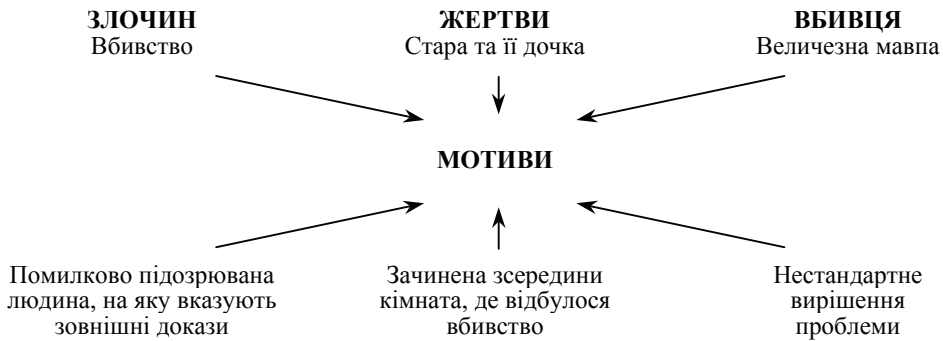 ЗЛОЧИН
Вбивство
ЖЕРТВИ
Стара та її дочка
ВБИВЦЯ
Величезна мавпа
МОТИВИ
Помилково підозрювана
людина, на яку вказують
зовнішні докази
Зачинена зсередини
кімната, де відбулося
вбивство
Нестандартне
вирішення
проблеми